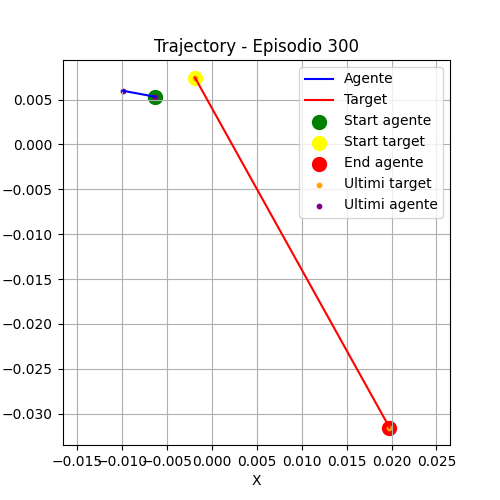 Trajectory - Episodio 300
Agente
Target
Start agente
Start target
End agente
Ultimi target
Ultimi agente
0.005
0.000
−0.005
−0.010
−0.015
−0.020
−0.025
−0.030
−0.015 −0.010 −0.005 0.000 0.005 0.010 0.015 0.020 0.025
X